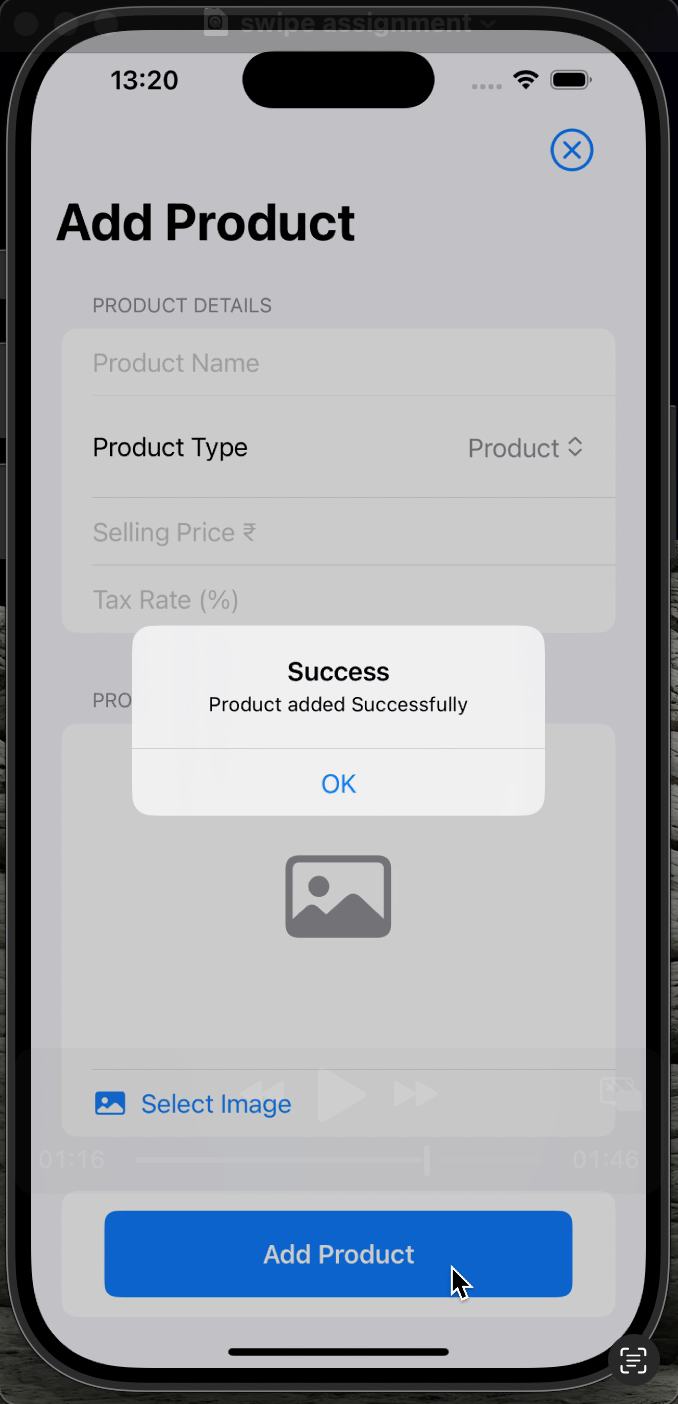 swipe assignment
13:20
Add Product
PRODUCT DETAILS
Product Name
Product Type
Product
Selling Price ₹
Tax Rate (%)
PRO
Success
Product added Successfully
OK
Select Image
01:16
01:46
Add Product